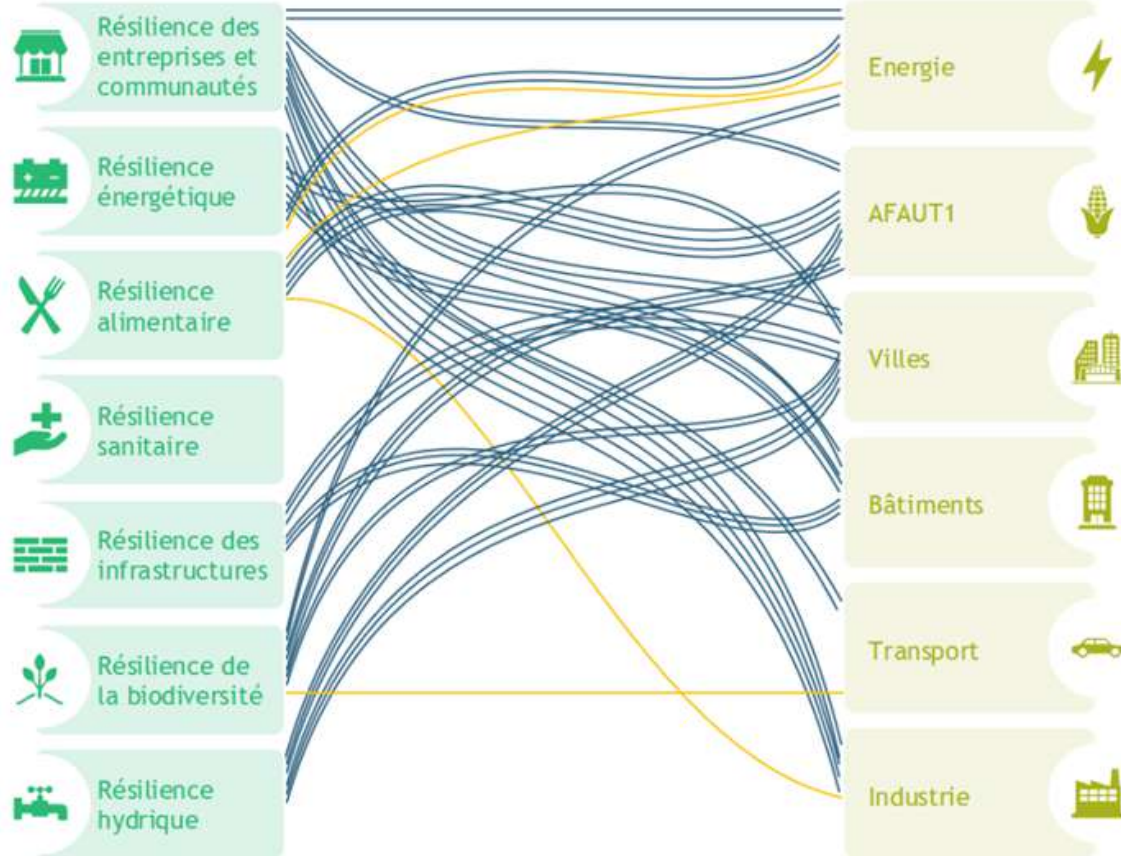 Résilience des
entreprises et
communautés
Résilience
énergétique
Résilience
alimentaire
Résilience
sanitaire
Résilience des
infrastructures
Résilience de
la biodiversité
Résilience
hydrique
Energie
AFAUT1
Villes
Bâtiments
Transport
Industrie